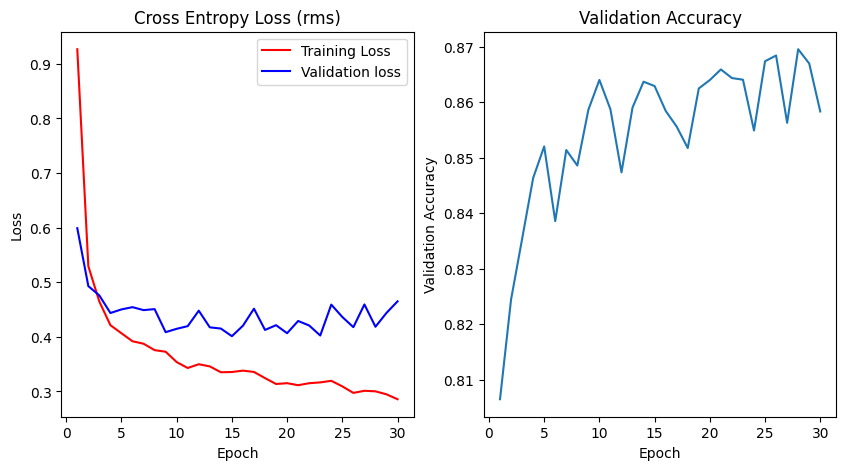 Cross Entropy Loss (rms)
Training Loss
Validation loss
0.9
0.8
0.7
0.6
0.5
0.4
0.3
Loss
0 5 10 15 20 25 30
Epoch
Validation Accuracy
0.87
0.86
0.85
0.84
0.83
0.82
0.81
Validation Accuracy
0 5 10 15 20 25 30
Epoch